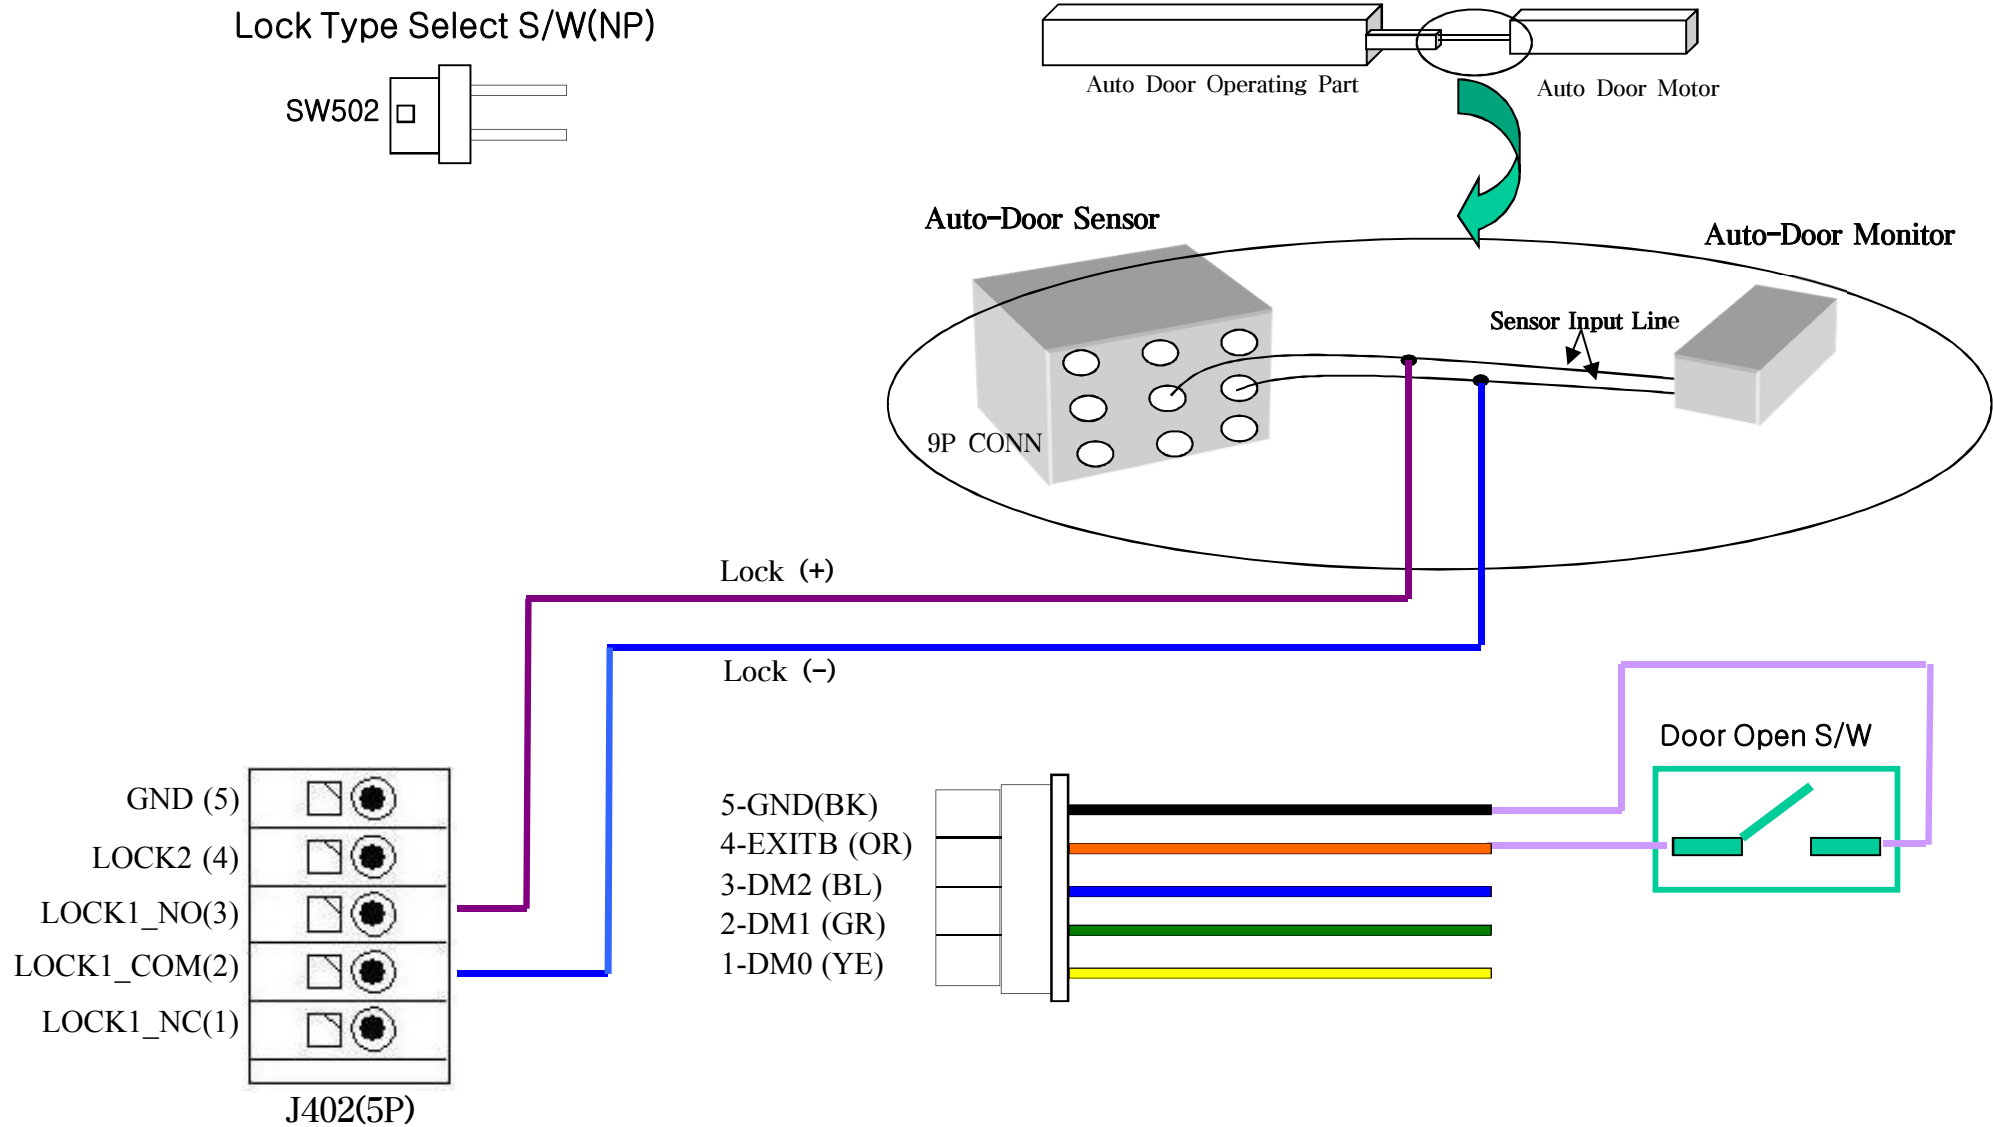 Lock Type Select S/W(NP)
SW502
Auto Door Operating Part
Auto Door Motor
Auto-Door Sensor
Auto-Door Monitor
Sensor Input Line
9P CONN
Lock (+)
Lock (-)
Door Open S/W
GND (5)
LOCK2 (4)
LOCK1_NO(3)
LOCK1_COM(2)
LOCK1_NC(1)
J402(5P)
5-GND(BK)
4-EXITB (OR)
3-DM2 (BL)
2-DM1 (GR)
1-DM0 (YE)